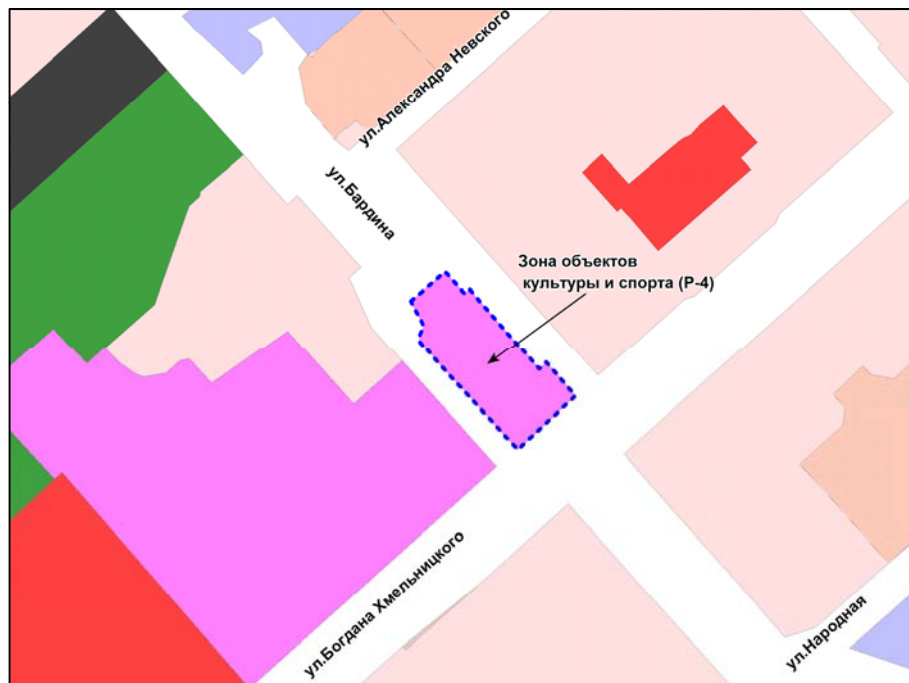 ул.Александра Невского
ул.Бардина
Зона объектов
культуры и спорта (Р-4)
ул.Богдана Хмельницкого
ул.Народная